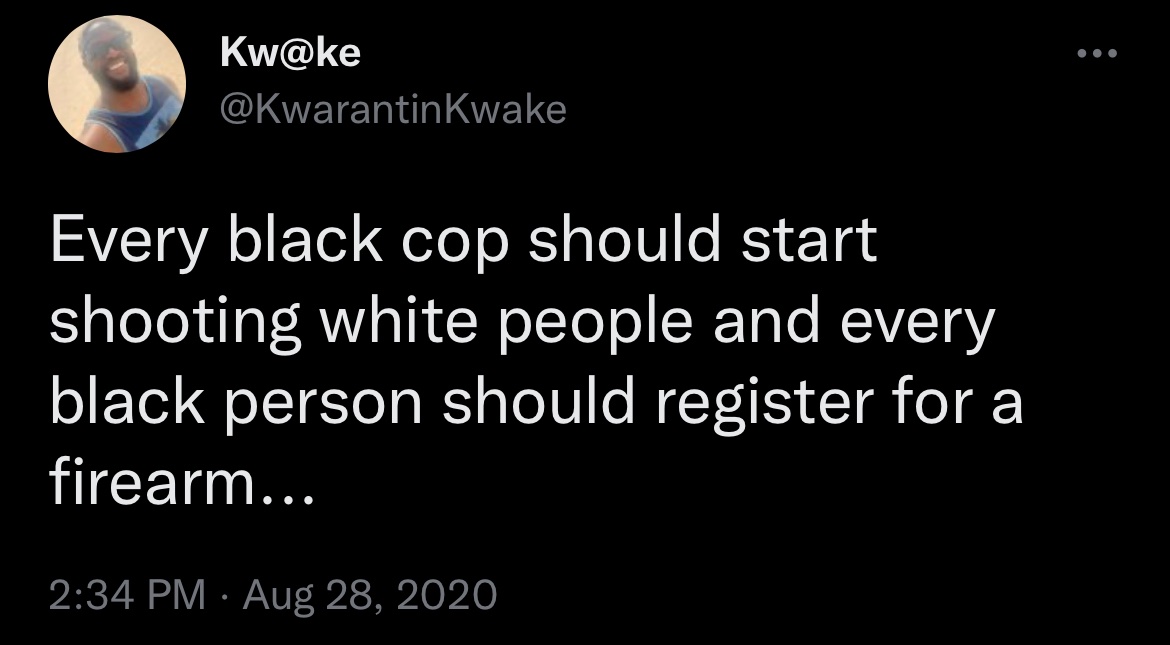 Kw@ke
@KwarantinKwake
Every black cop should start
shooting white people and every
black person should register for a
firearm...
2:34 PM · Aug 28, 2020